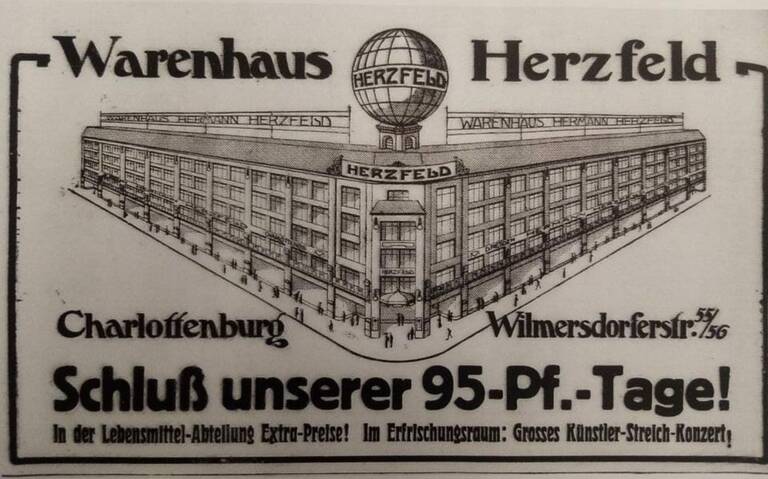 Warenhaus Herzfeld
HERZFELD
WARENHAUS HERMANN HERZFELD WARENHAUS HERMANN HERZFELD
HERZFELD
HERZFELD
Charlottenburg Wilmersdorferstr. 55/56
Schluß unserer 95-Pf.-Tage!
In der Lebensmittel-Abteilung Extra-Preise! Im Erfrischungsraum: Grosses Künstler-Streich-Konzert!